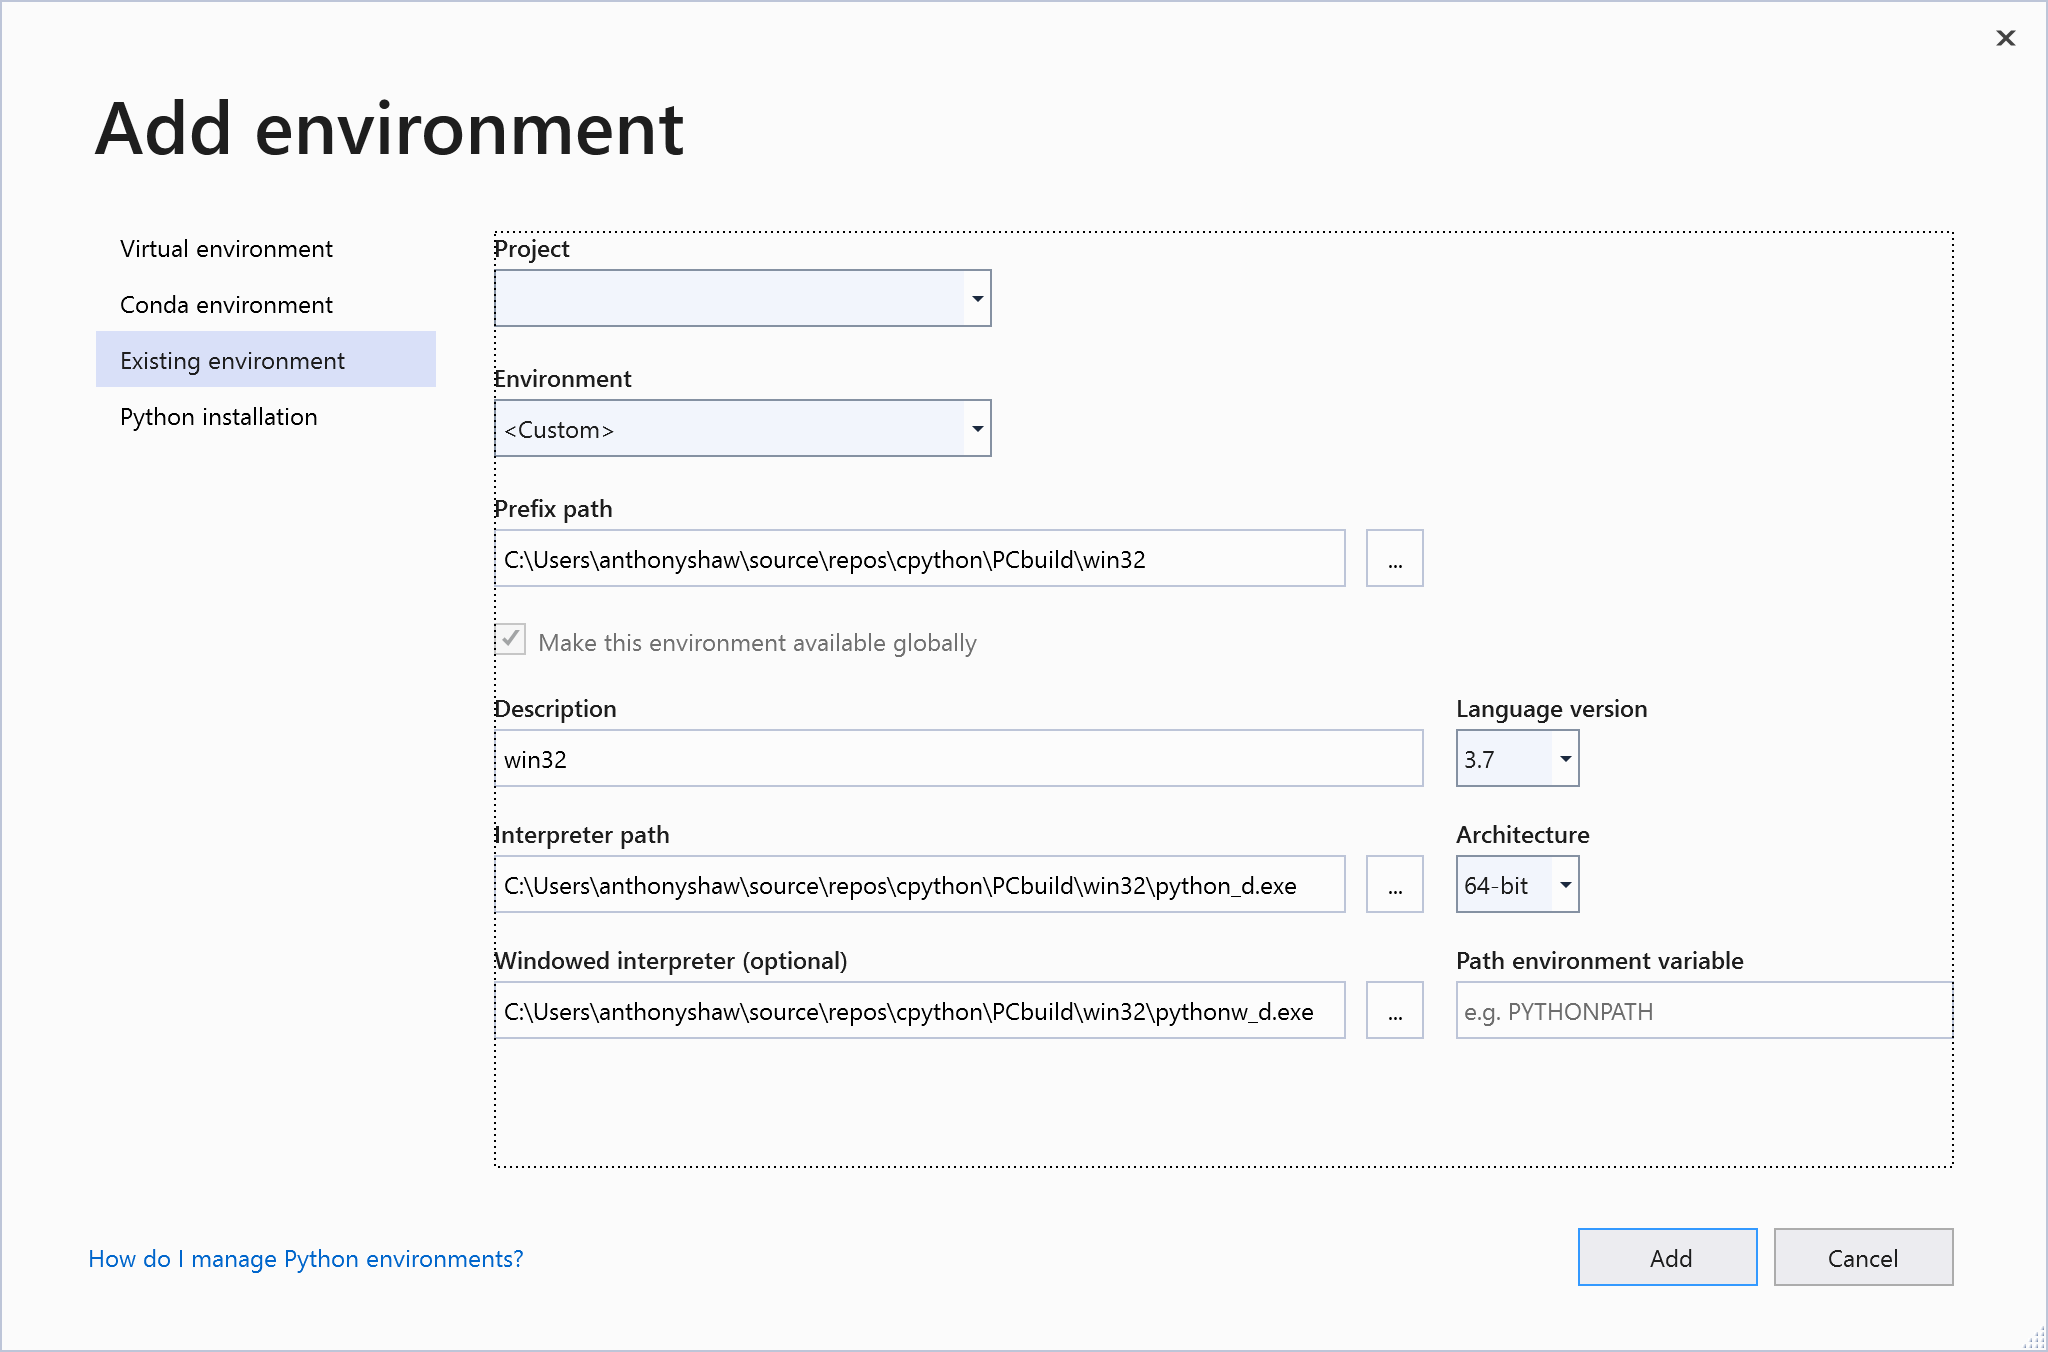 Add environment
Virtual environment
Conda environment
Existing environment
Python installation
Project
Environment
<Custom>
Prefix path
C:\Users\anthonyshaw\source\repos\cpython\PCbuild\win32
...
Make this environment available globally
Description
Language version
win32
3.7
Interpreter path
Architecture
C:\Users\anthonyshaw\source\repos\cpython\PCbuild\win32\python_d.exe
...
64-bit
Windowed interpreter (optional)
Path environment variable
C:\Users\anthonyshaw\source\repos\cpython\PCbuild\win32\pythonw_d.exe
...
e.g. PYTHONPATH
How do I manage Python environments?
Add
Cancel